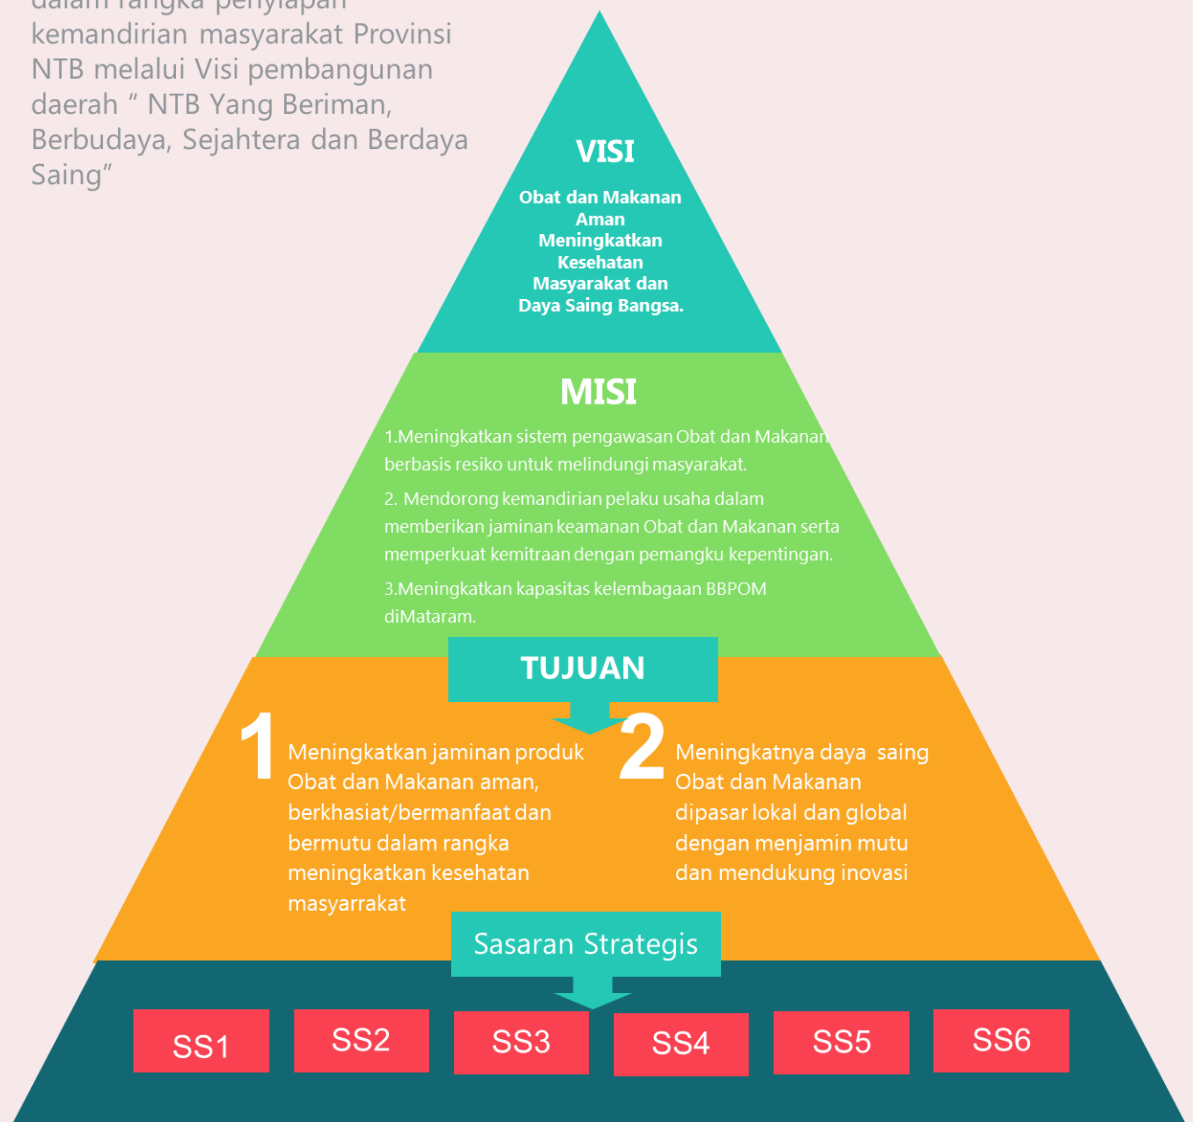 dalam rangka penyiapan
kemandirian masyarakat Provinsi
NTB melalui Visi pembangunan
daerah “ NTB Yang Beriman,
Berbudaya, Sejahtera dan Berdaya
Saing”
VISI
Obat dan Makanan
Aman
Meningkatkan
Kesehatan
Masyarakat dan
Daya Saing Bangsa.
MISI
1.Meningkatkan sistem pengawasan Obat dan Makanan
berbasis resiko untuk melindungi masyarakat.
2. Mendorong kemandirian pelaku usaha dalam
memberikan jaminan keamanan Obat dan Makanan serta
memperkuat kemitraan dengan pemangku kepentingan.
3.Meningkatkan kapasitas kelembagaan BBPOM
diMataram.
TUJUAN
1
Meningkatkan jaminan produk
Obat dan Makanan aman,
berkhasiat/bermanfaat dan
bermutu dalam rangka
meningkatkan kesehatan
masyarrakat
2
Meningkatnya daya  saing
Obat dan Makanan
dipasar lokal dan global
dengan menjamin mutu
dan mendukung inovasi
Sasaran Strategis
SS1
SS2
SS3
SS4
SS5
SS6